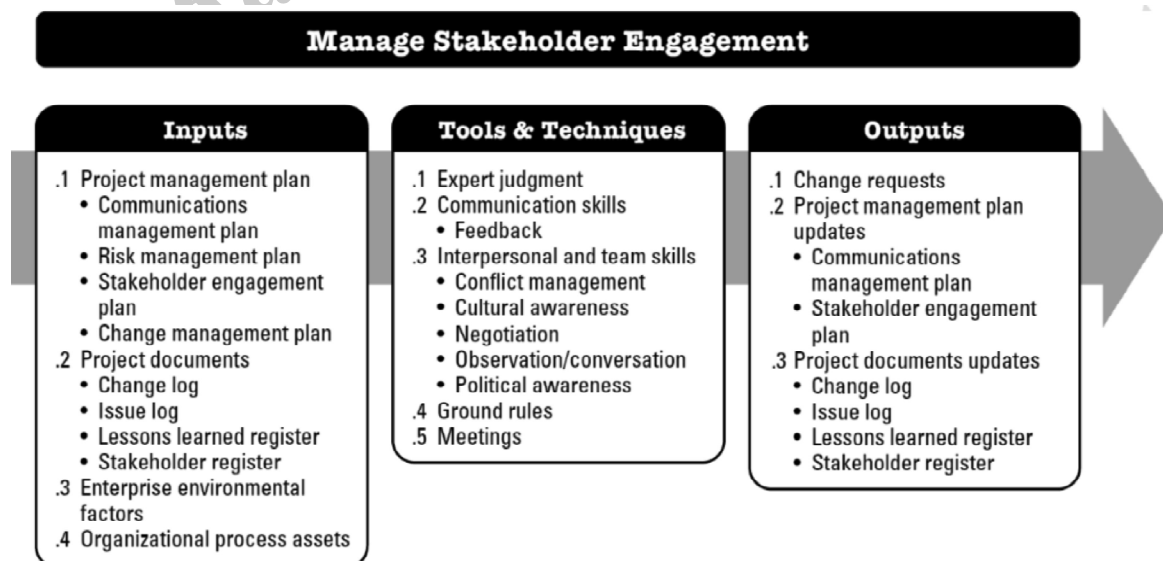 Manage Stakeholder Engagement
Inputs
.1 Project management plan
• Communications
management plan
• Risk management plan
• Stakeholder engagement
plan
• Change management plan
.2 Project documents
• Change log
• Issue log
• Lessons learned register
• Stakeholder register
.3 Enterprise environmental
factors
.4 Organizational process assets
Tools & Techniques
.1 Expert judgment
.2 Communication skills
• Feedback
.3 Interpersonal and team skills
• Conflict management
• Cultural awareness
• Negotiation
• Observation/conversation
• Political awareness
.4 Ground rules
.5 Meetings
Outputs
.1 Change requests
.2 Project management plan
updates
• Communications
management plan
• Stakeholder engagement
plan
.3 Project documents updates
• Change log
• Issue log
• Lessons learned register
• Stakeholder register